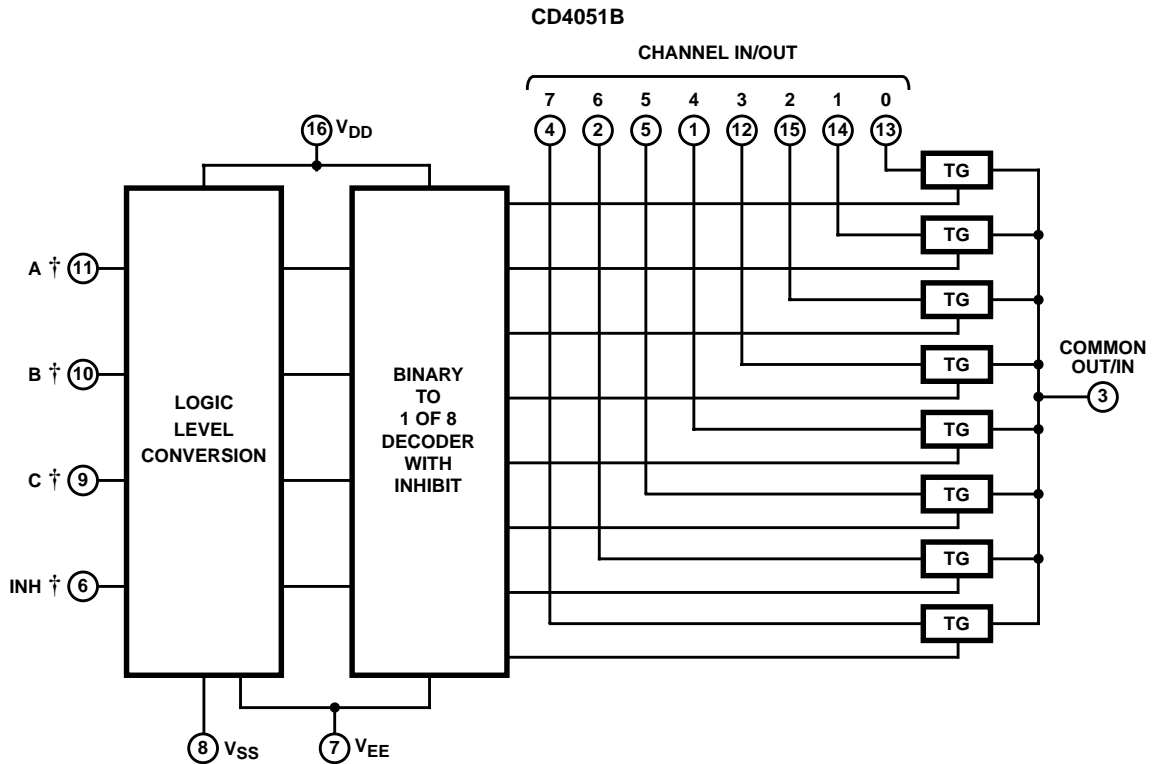 CD4051B
CHANNEL IN/OUT
7 6 5 4 3 2 1 0
4 2 5 1 12 15 14 13
16 VDD
TG
TG
TG
TG
TG
TG
TG
TG
A † 11
B † 10
C † 9
INH † 6
LOGIC
LEVEL
CONVERSION
BINARY
TO
1 OF 8
DECODER
WITH
INHIBIT
COMMON
OUT/IN
3
8 VSS
7 VEE